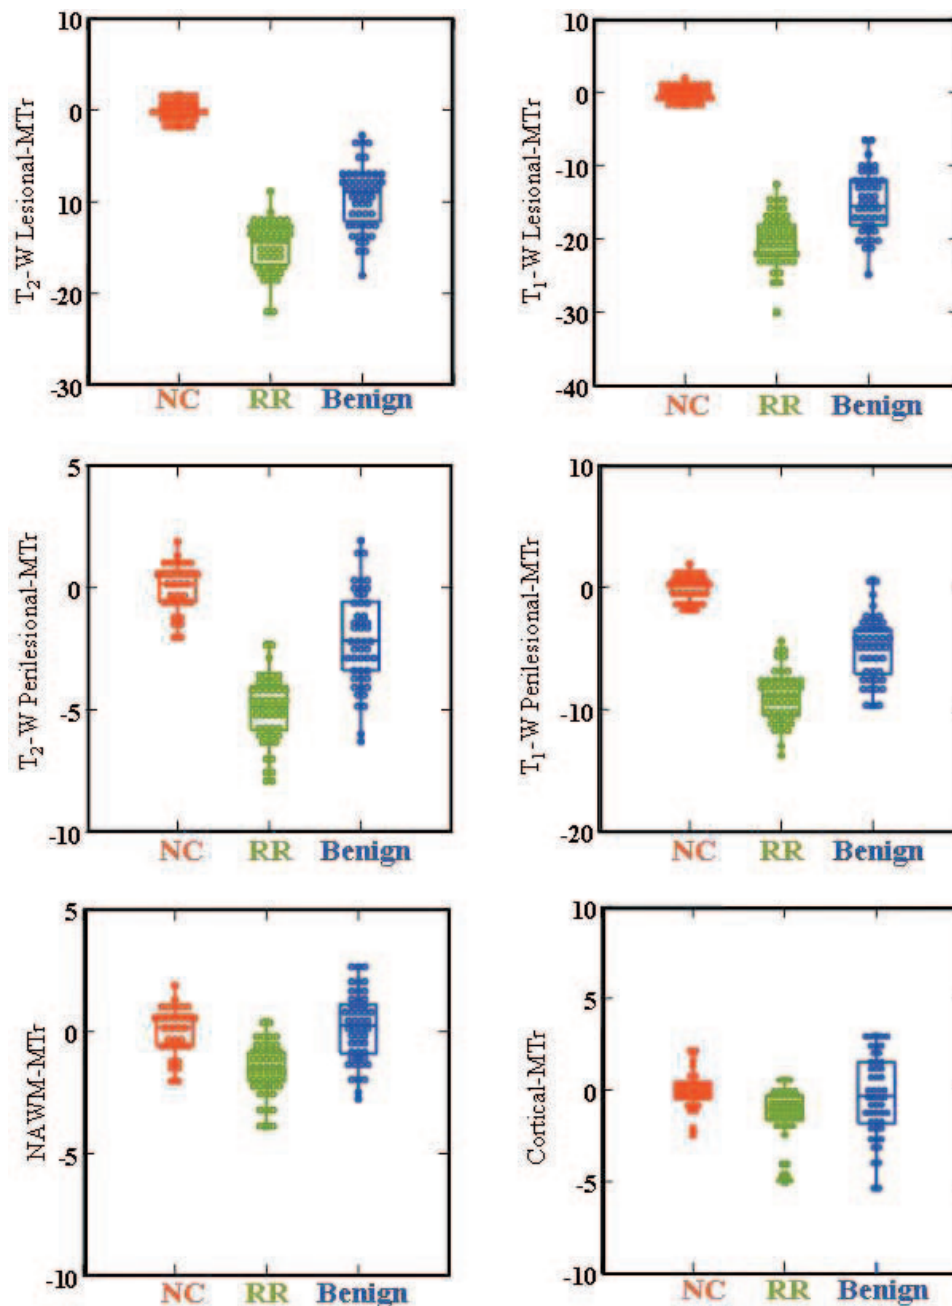 T2-W Lesional-MTr
10
0
10
-20
-30
NC RR Benign
T1-W Lesional-MTr
10
0
-10
-20
-30
-40
NC RR Benign
T2-W Perilesional-MTr
5
0
-5
-10
NC RR Benign
T1-W Perilesional-MTr
10
0
-10
-20
NC RR Benign
NAWM-MTr
5
0
-5
-10
NC RR Benign
Cortical-MTr
10
5
0
-5
-10
NC RR Benign